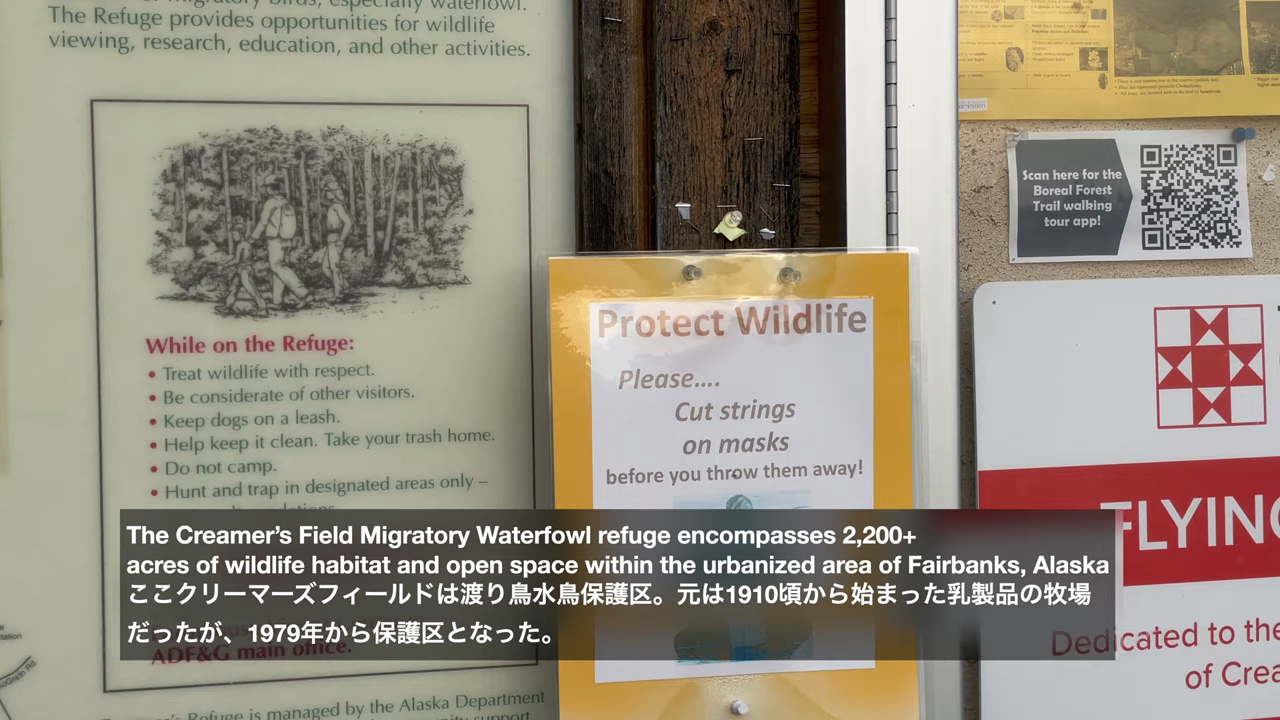 migratory birds, especially waterfowl.
The Refuge provides opportunities for wildlife
viewing, research, education, and other activities.
While on the Refuge:
• Treat wildlife with respect.
• Be considerate of other visitors.
• Keep dogs on a leash.
• Help keep it clean. Take your trash home.
• Do not camp.
• Hunt and trap in designated areas only –
ADF&G main office.
Refuge is managed by the Alaska Department
Protect Wildlife
Please....
Cut strings
on masks
before you throw them away!
Scan here for the
Boreal Forest
Trail walking
tour app!
FLYING
Dedicated to the
of Crea
The Creamer's Field Migratory Waterfowl refuge encompasses 2,200+
acres of wildlife habitat and open space within the urbanized area of Fairbanks, Alaska
ここクリーマーズフィールドは渡り鳥水鳥保護区。元は1910頃から始まった乳製品の牧場
だったが、1979年から保護区となった。